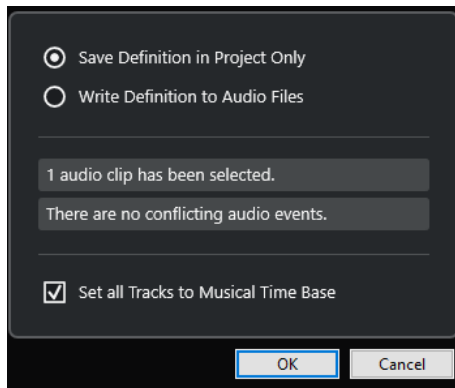 Save Definition in Project Only
Write Definition to Audio Files
1 audio clip has been selected.
There are no conflicting audio events.
Set all Tracks to Musical Time Base
OK
Cancel